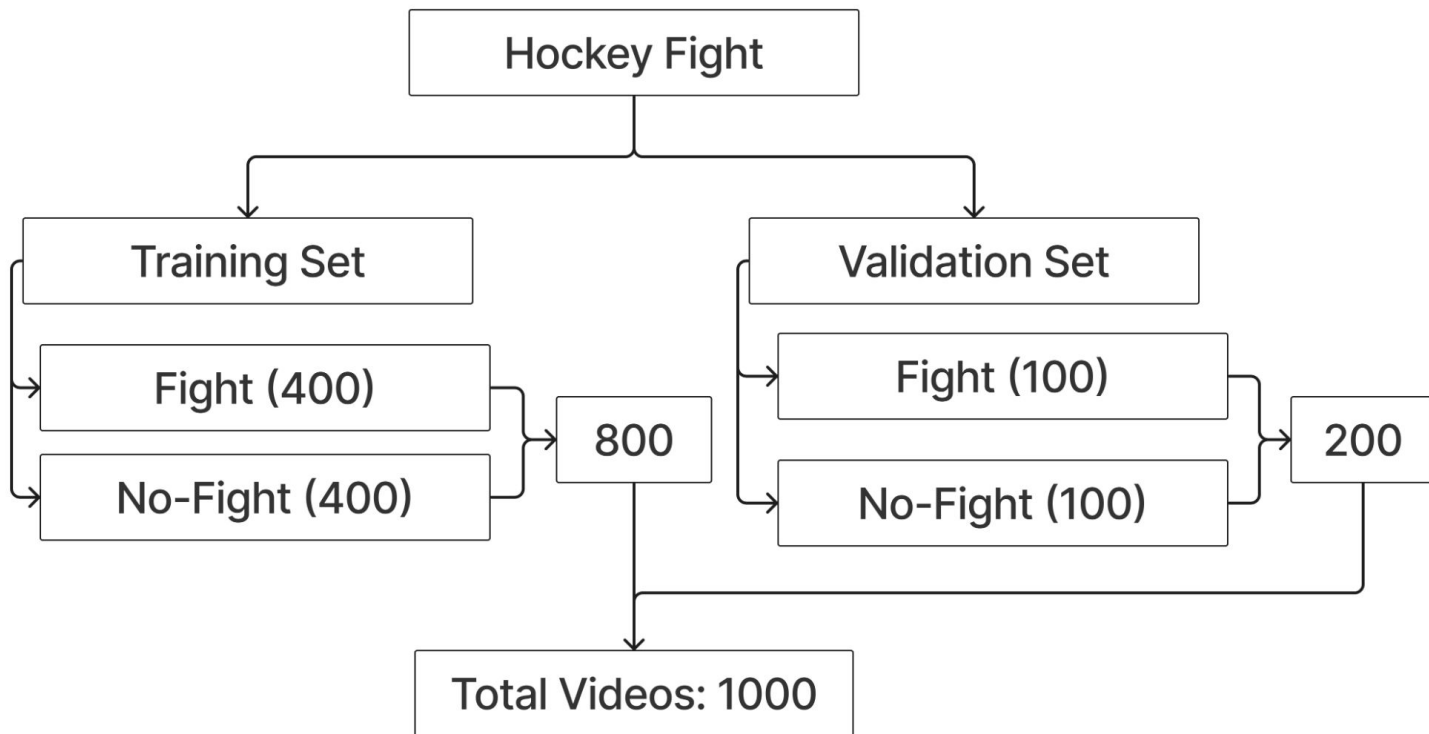 Hockey Fight
Training Set
Validation Set
Fight (400)
No-Fight (400)
800
Fight (100)
No-Fight (100)
200
Total Videos: 1000